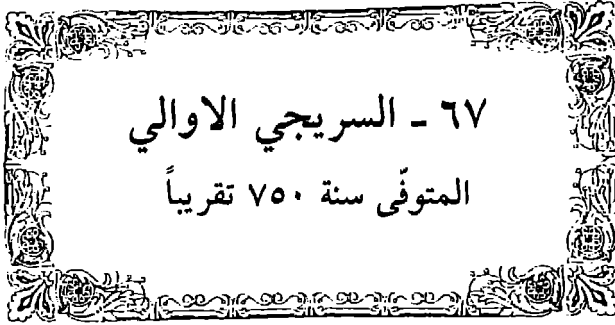 ٦٧ ـ السريجي الاوالي
المتوفّى سنة ٧٥٠ تقريباً